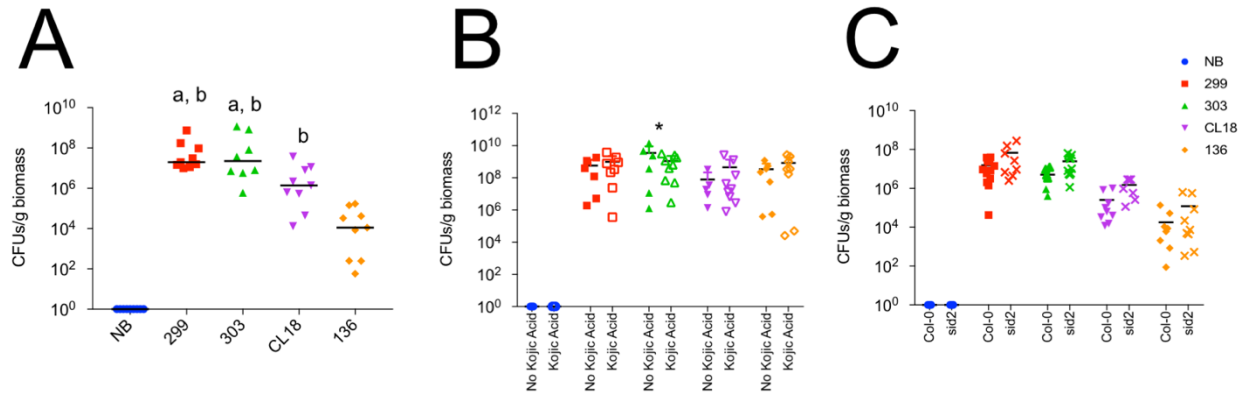 A
B
C
CFUs/g biomass
10^10
10^8
10^6
10^4
10^2
10^0
a, b
a, b
b
NB
299
303
CL18
136
CFUs/g biomass
10^12
10^10
10^8
10^6
10^4
10^2
10^0
*
No Kojic Acid
Kojic Acid
No Kojic Acid
Kojic Acid
No Kojic Acid
Kojic Acid
No Kojic Acid
Kojic Acid
No Kojic Acid
Kojic Acid
CFUs/g biomass
10^10
10^8
10^6
10^4
10^2
10^0
Col-0
sid2
Col-0
sid2
Col-0
sid2
Col-0
sid2
Col-0
sid2
NB
299
303
CL18
136